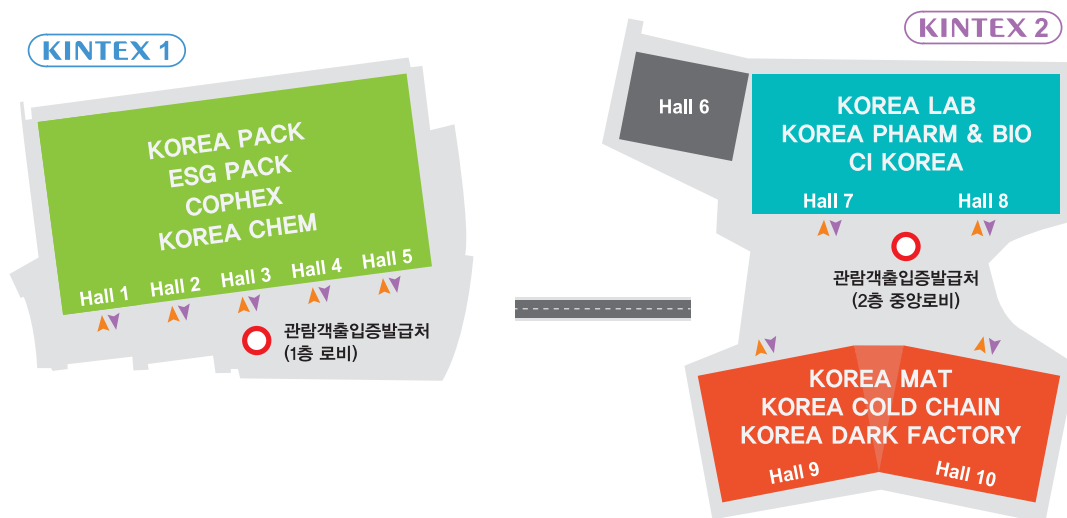 KINTEX 1
KOREA PACK
ESG PACK
COPHEX
KOREA CHEM
Hall 1
Hall 2
Hall 3
Hall 4
Hall 5
관람객출입증발급처
(1층 로비)
KINTEX 2
Hall 6
KOREA LAB
KOREA PHARM & BIO
CI KOREA
Hall 7
Hall 8
관람객출입증발급처
(2층 중앙로비)
KOREA MAT
KOREA COLD CHAIN
KOREA DARK FACTORY
Hall 9
Hall 10